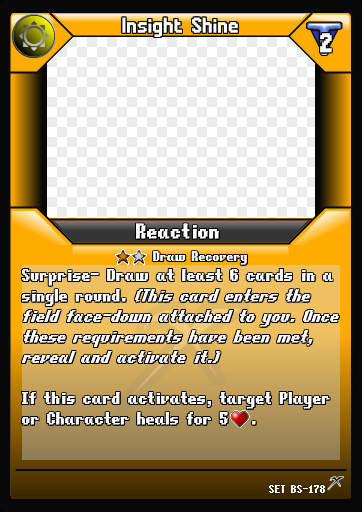 Insight Shine
2
Reaction
Draw Recovery
Surprise- Draw at least 6 cards in a
single round. (This card enters the
field face-down attached to you. Once
these requirements have been met,
reveal and activate it.)
If this card activates, target Player
or Character heals for 5❤.
SET BS-178